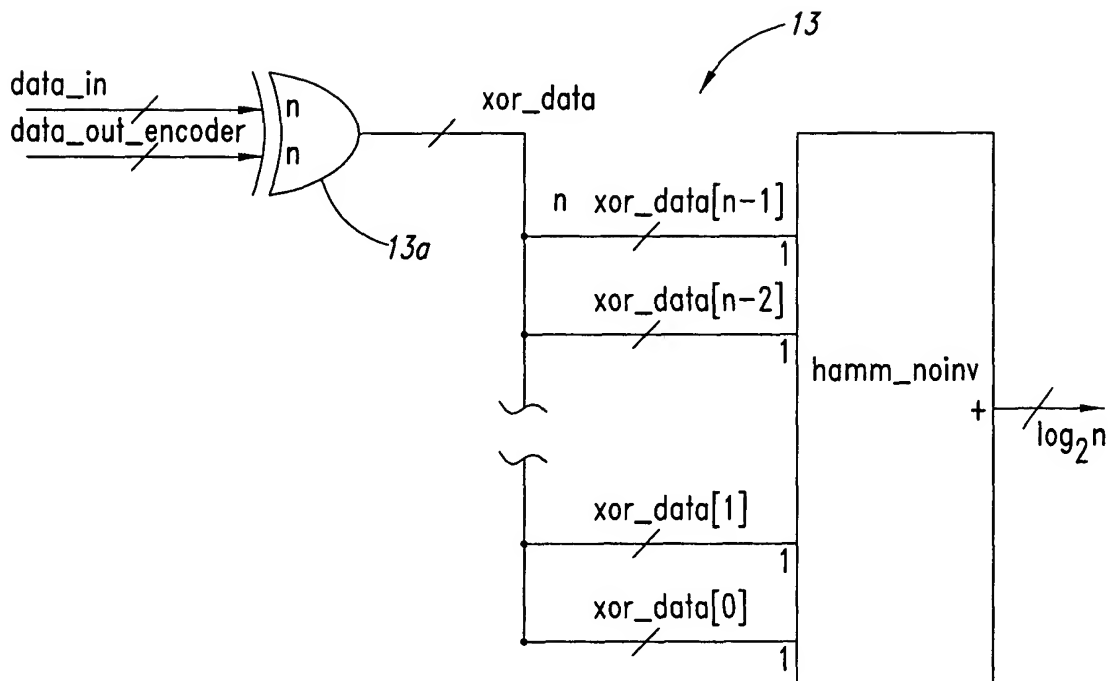 13
data_in
n
xor_data
data_out_encoder
n
n xor_data[n-1]
13a
1
xor_data[n-2]
1
hamm_noinv
+
log₂n
xor_data[1]
1
xor_data[0]
1